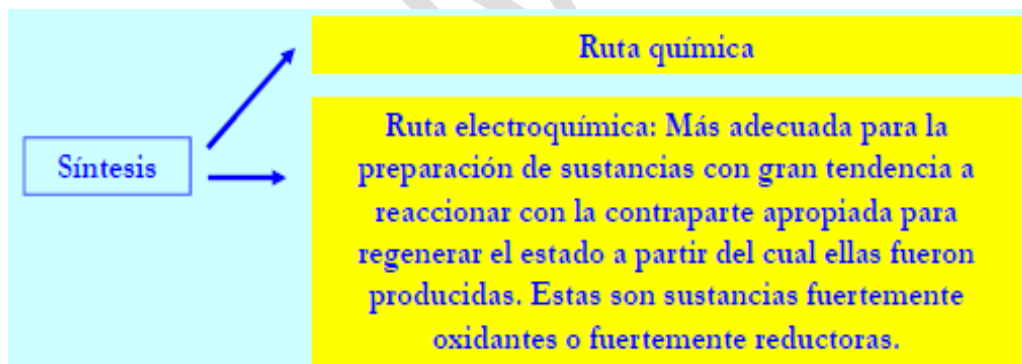 Ruta química
Síntesis
Ruta electroquímica: Más adecuada para la
preparación de sustancias con gran tendencia a
reaccionar con la contraparte apropiada para
regenerar el estado a partir del cual ellas fueron
producidas. Estas son sustancias fuertemente
oxidantes o fuertemente reductoras.